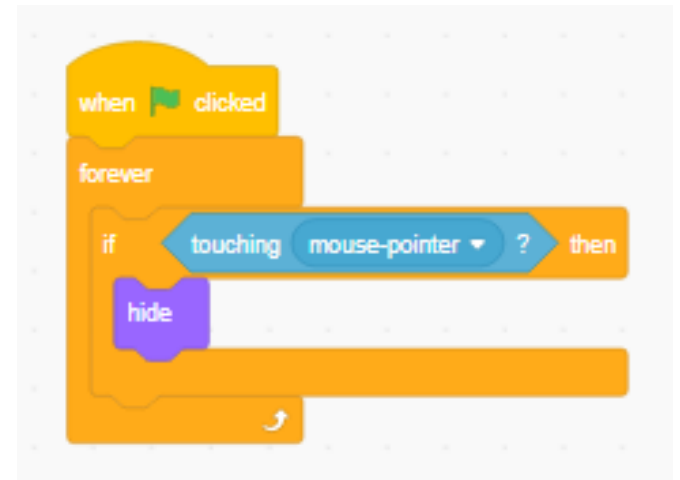 when clicked
forever
if touching mouse-pointer ? then
hide